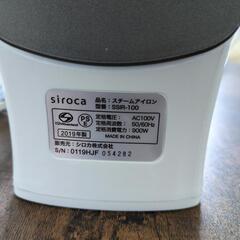 siroca
品名：スチームアイロン
型番：SSIR-100
PS
E
2019年製
定格電圧： AC100V
定格周波数： 50/60Hz
定格消費電力： 900W
MADE IN CHINA
販売元：シロカ株式会社
S/N：0119HJF 054282